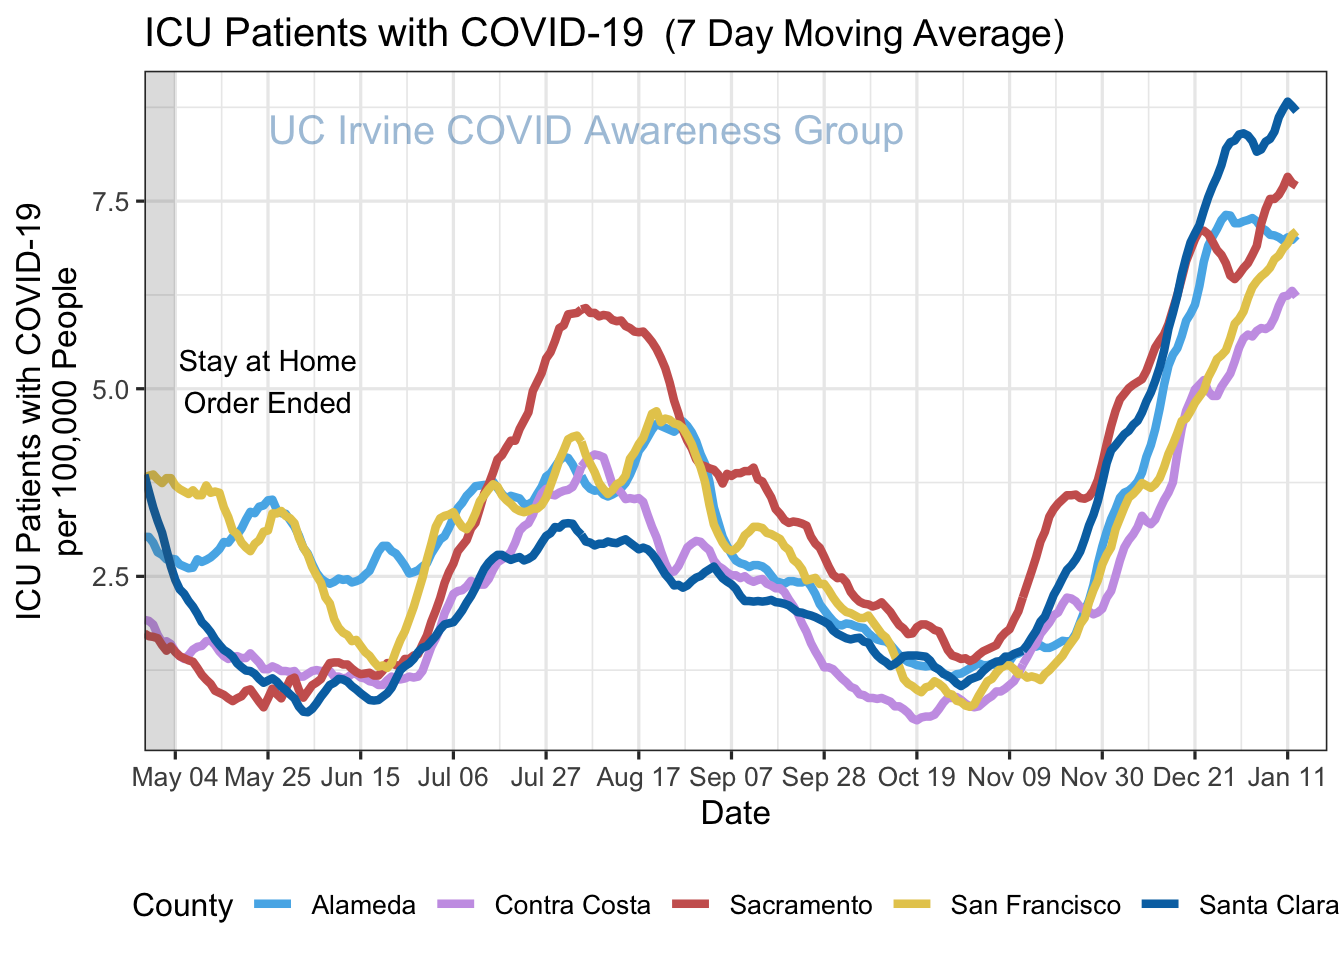 ICU Patients with COVID-19 (7 Day Moving Average)
UC Irvine COVID Awareness Group
ICU Patients with COVID-19
per 100,000 People
7.5
5.0
2.5
Stay at Home
Order Ended
May 04 May 25 Jun 15 Jul 06 Jul 27 Aug 17 Sep 07 Sep 28 Oct 19 Nov 09 Nov 30 Dec 21 Jan 11
Date
County Alameda Contra Costa Sacramento San Francisco Santa Clara